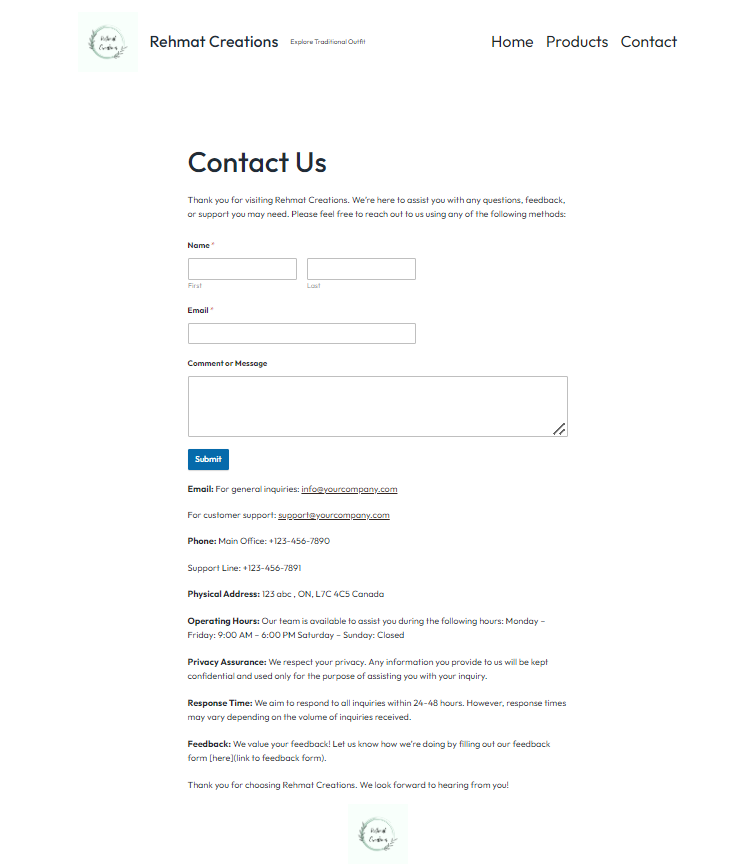 Rehmat Creations
Rehmat Creations
Explore Traditional Outfit
Home Products Contact
Contact Us
Thank you for visiting Rehmat Creations. We're here to assist you with any questions, feedback,
or support you may need. Please feel free to reach out to us using any of the following methods:
Name *
First Last
Email *
Comment or Message
Submit
Email: For general inquiries: info@yourcompany.com
For customer support: support@yourcompany.com
Phone: Main Office: +123-456-7890
Support Line: +123-456-7891
Physical Address: 123 abc , ON, L7C 4C5 Canada
Operating Hours: Our team is available to assist you during the following hours: Monday –
Friday: 9:00 AM – 6:00 PM Saturday – Sunday: Closed
Privacy Assurance: We respect your privacy. Any information you provide to us will be kept
confidential and used only for the purpose of assisting you with your inquiry.
Response Time: We aim to respond to all inquiries within 24-48 hours. However, response times
may vary depending on the volume of inquiries received.
Feedback: We value your feedback! Let us know how we're doing by filling out our feedback
form [here](link to feedback form).
Thank you for choosing Rehmat Creations. We look forward to hearing from you!
Rehmat
Creations